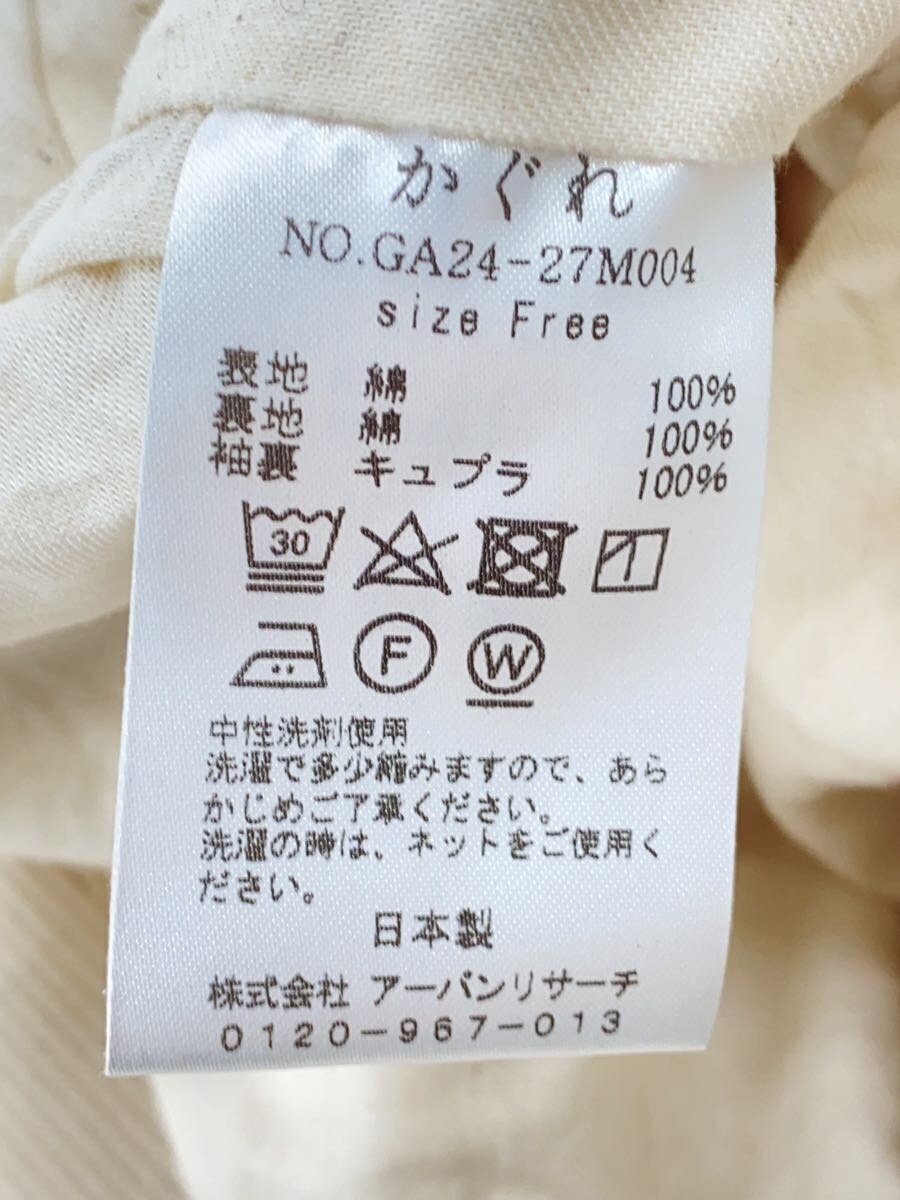 かぐれ
NO.GA24-27M004
size Free
表地 綿 100%
裏地 綿 100%
袖裏 キュプラ 100%
30
F W
中性洗剤使用
洗濯で多少縮みますので、あら
かじめご了承ください。
洗濯の時は、ネットをご使用く
ださい。
日本製
株式会社 アーバンリサーチ
0120-967-013